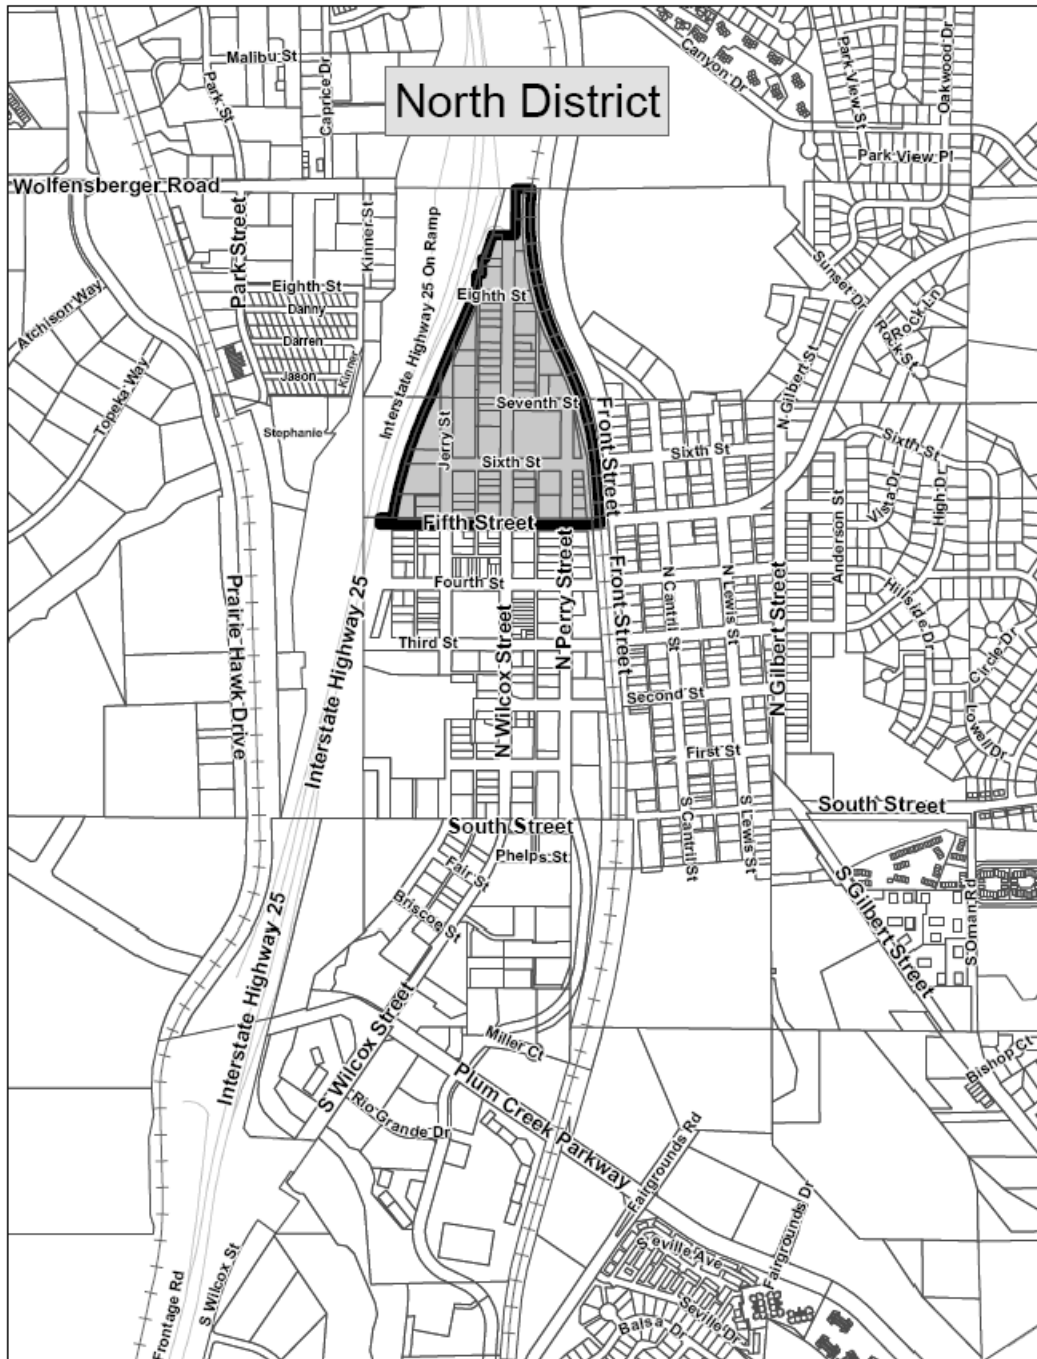 Malibu St
Park St
Caprice Dr
North District
Canyon Dr
Park View St
Oakwood Dr
Park View Pl
Wolfensberger Road
Park Street
Kinner St
Interstate Highway 25 On Ramp
Eighth St
Danny
Darren
Jason
Kinner
Stephanie
Atchison Way
Topeka Way
Eighth St
Seventh St
Jerry St
Sixth St
Fifth Street
Front Street
Sixth St
Sunset Dr
Rock Ln
Rock St
N Gilbert St
Sixth St
Vista Dr
High Dr
Anderson St
Hillside Dr
Circle Dr
Lowell Dr
Fourth St
Third St
N Wilcox Street
N Perry Street
Front Street
N Cantril St
N Lewis St
N Gilbert Street
Second St
First St
S Cantril St
S Lewis St
Prairie Hawk Drive
Interstate Highway 25
South Street
South Street
Phelps St
Fair St
Briscoe St
S Gilbert Street
S Oman Rd
Interstate Highway 25
S Wilcox Street
Miller Ct
Plum Creek Parkway
Rio Grande Dr
Bishop Ct
Fairgrounds Rd
Fairgrounds Dr
Seville Ave
Seville Dr
Balsa Dr
S Wilcox St
Frontage Rd